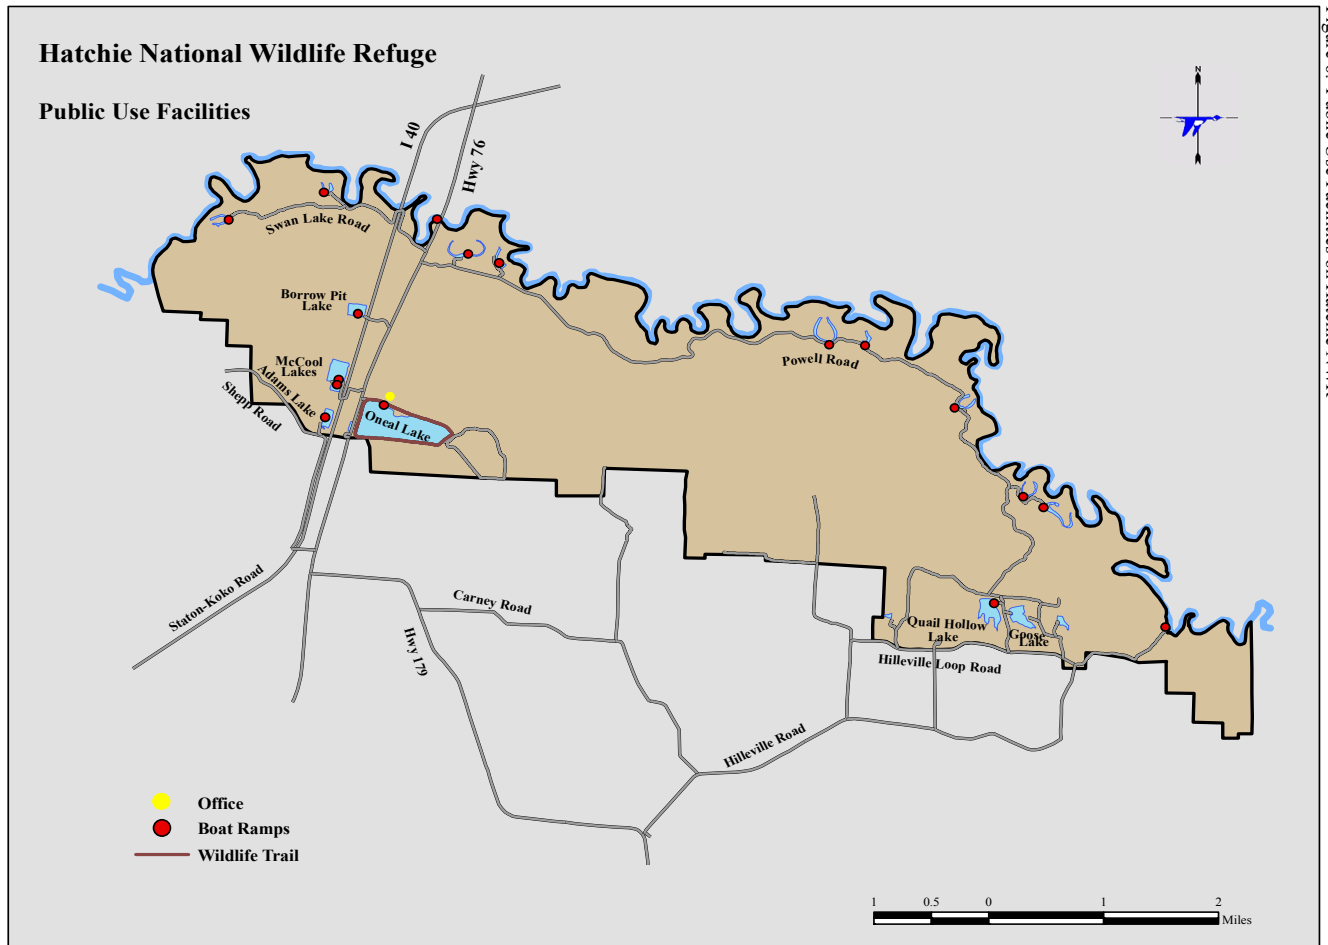 Hatchie National Wildlife Refuge
Public Use Facilities
N
I 40
Hwy 76
Swan Lake Road
Borrow Pit
Lake
McCool
Lakes
Adams Lake
Shepp Road
Oneal Lake
Powell Road
Staton-Koko Road
Carney Road
Hwy 179
Quail Hollow
Lake
Goose
Lake
Hilleville Loop Road
Hilleville Road
Office
Boat Ramps
Wildlife Trail
1 0.5 0 1 2
Miles